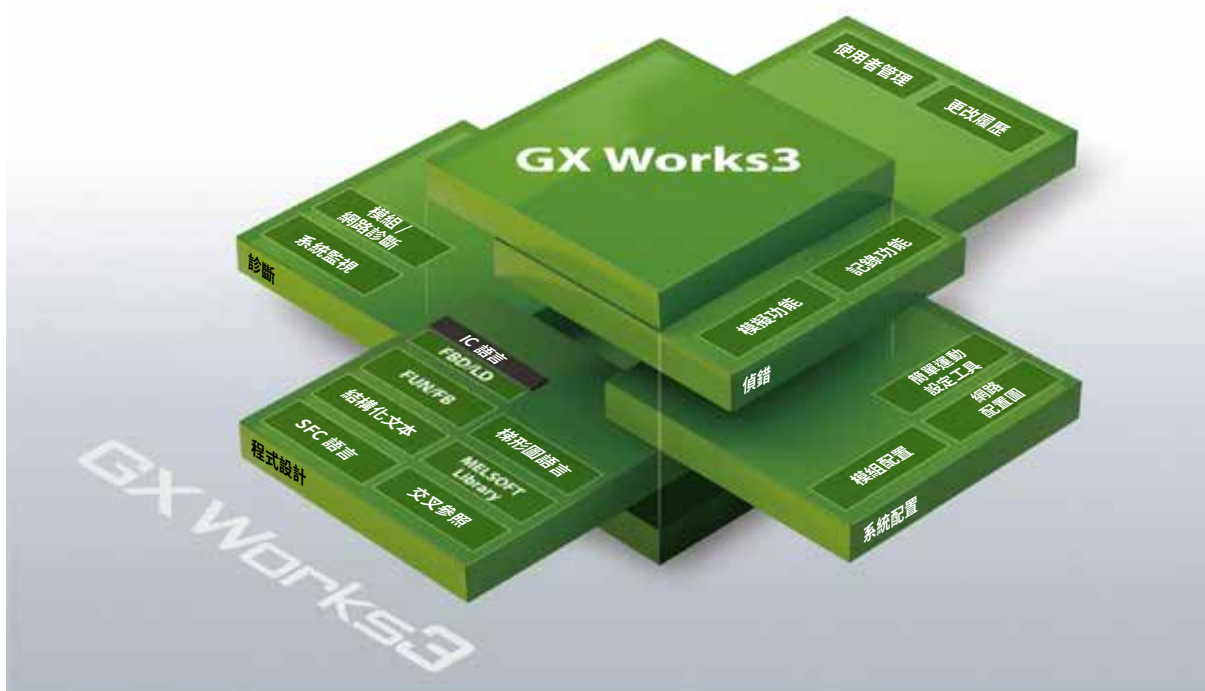 使用者管理
更改履歷
GX Works3
模組 /
網路診斷
系統監視
診斷
記錄功能
模擬功能
偵錯
IC 語言
FBD/LD
FUN/FB
結構化文本
SFC 語言
梯形圖語言
MELSOFT
Library
交叉參照
程式設計
簡單運動
設定工具
網路
配置圖
模組配置
系統配置
GX Works3